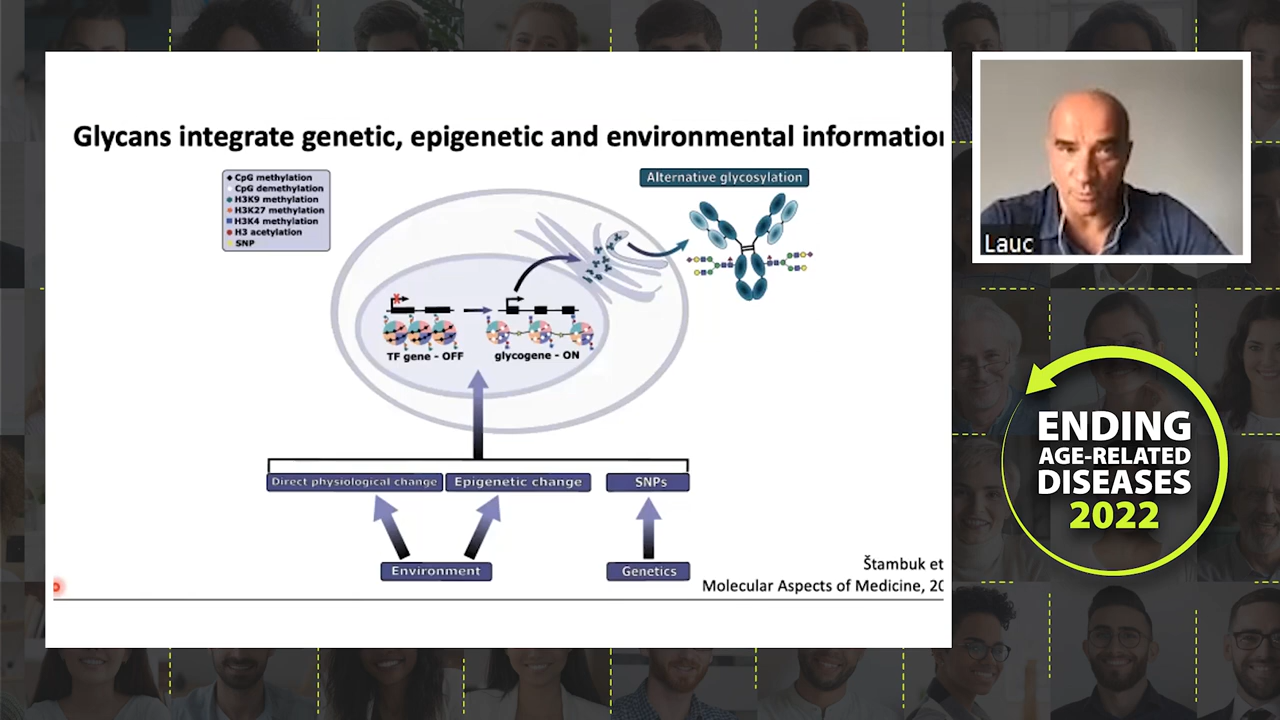 Glycans integrate genetic, epigenetic and environmental information
CpG methylation
CpG demethylation
H3K9 methylation
H3K27 methylation
H3K4 methylation
H3 acetylation
SNP
Alternative glycosylation
TF gene - OFF
glycogene - ON
Direct physiological change
Epigenetic change
SNPs
Environment
Genetics
Štambuk et
Molecular Aspects of Medicine, 20
Lauc
ENDING
AGE-RELATED
DISEASES
2022